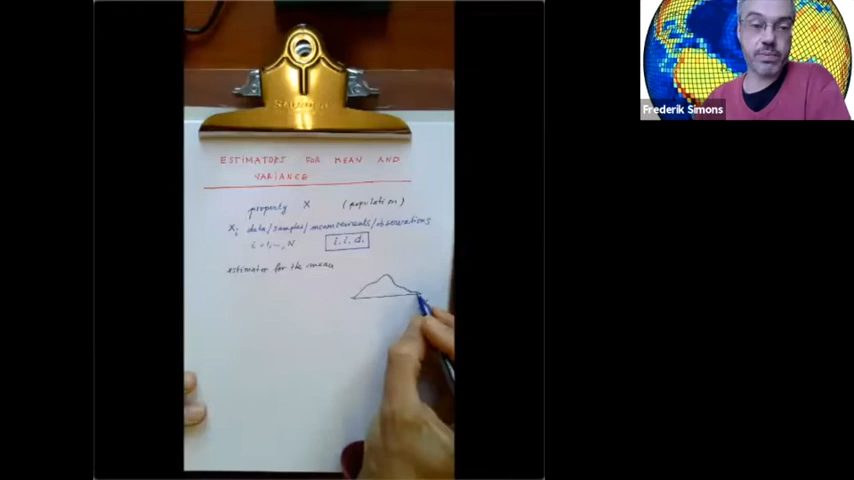 ESTIMATORS FOR MEAN AND
VARIANCE
property X (population)
xi data/samples/measurements/observations
i=1,..,N i.i.d.
estimator for the mean
Frederik Simons